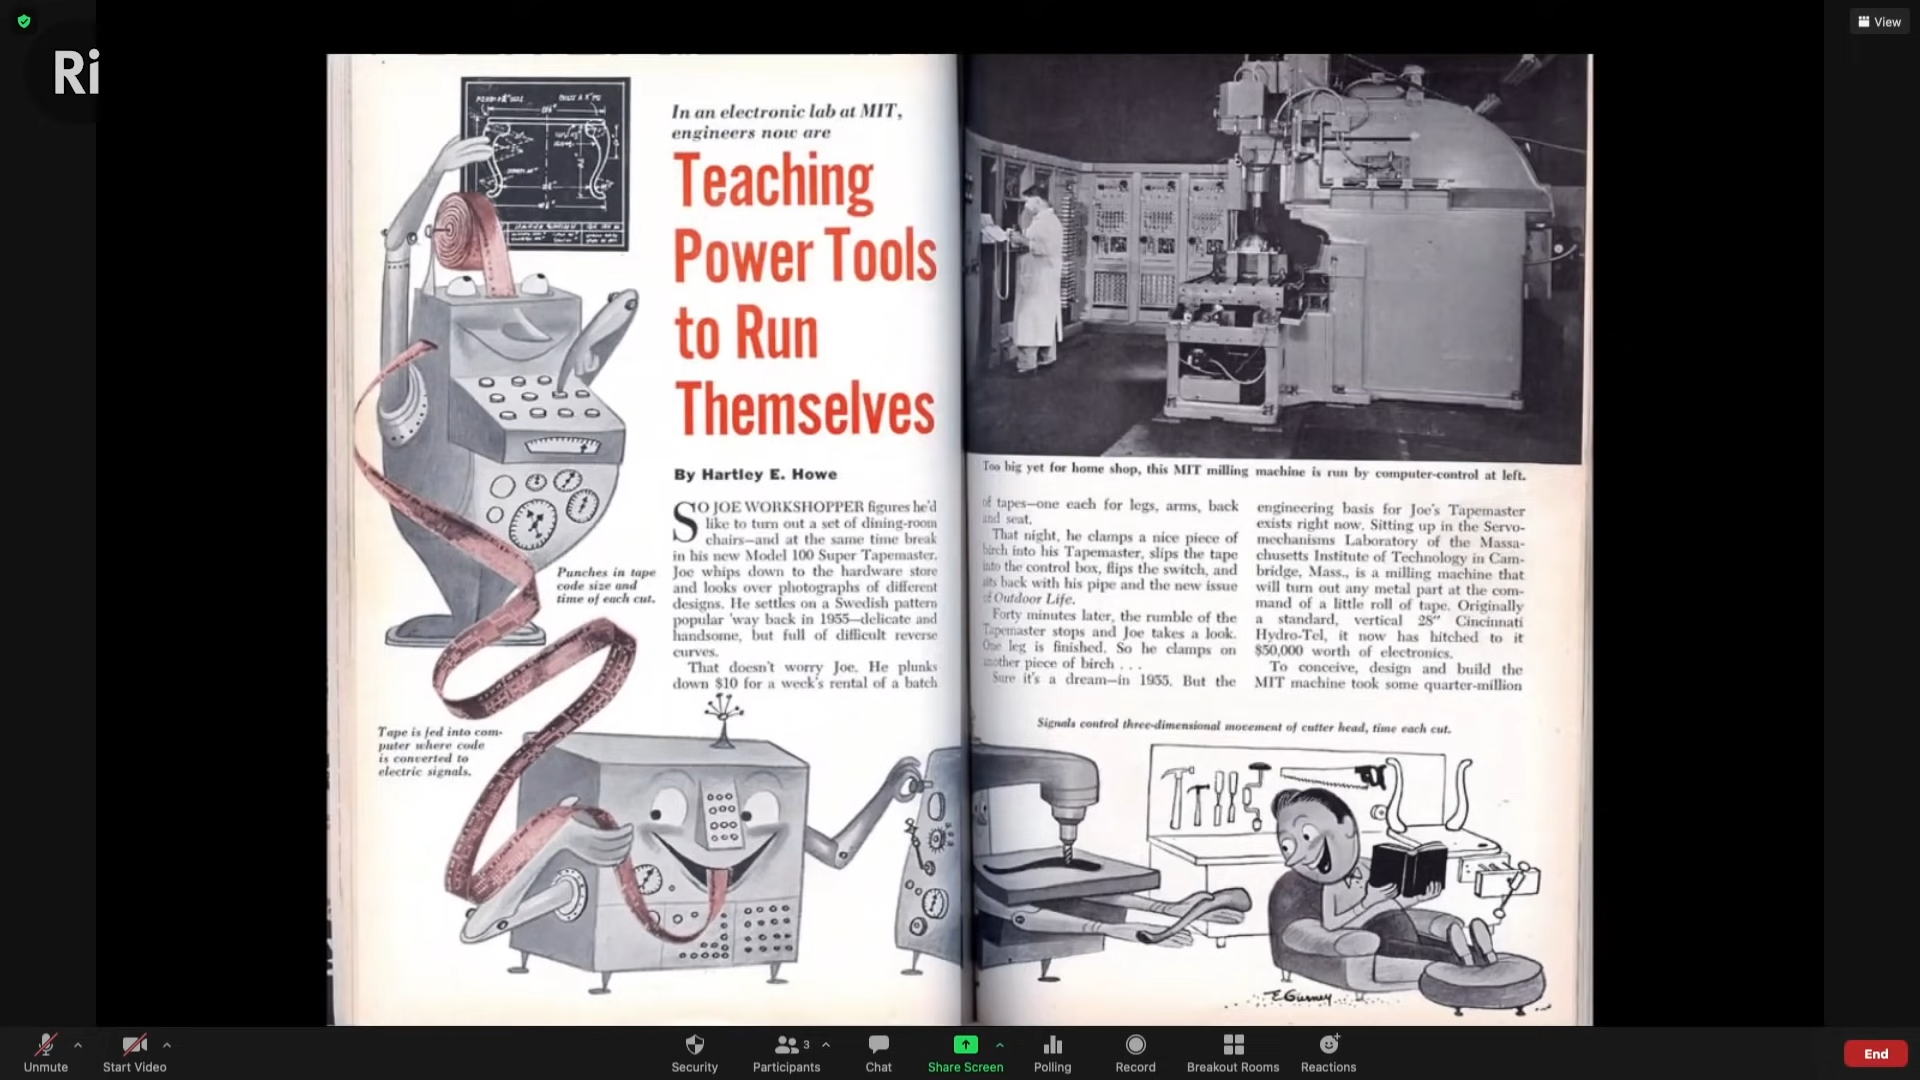 View
Ri
In an electronic lab at MIT,
engineers now are
Teaching
Power Tools
to Run
Themselves
By Hartley E. Howe
SO JOE WORKSHOPPER figures he'd
like to turn out a set of dining-room
chairs—and at the same time break
in his new Model 100 Super Tapemaster.
Joe whips down to the hardware store
and looks over photographs of different
designs. He settles on a Swedish pattern
popular 'way back in 1955—delicate and
handsome, but full of difficult reverse
curves.
That doesn't worry Joe. He plunks
down $10 for a week's rental of a batch
Punches in tape
code size and
time of each cut.
Tape is fed into com-
puter where code
is converted to
electric signals.
Too big yet for home shop, this MIT milling machine is run by computer-control at left.
of tapes—one each for legs, arms, back
and seat.
That night, he clamps a nice piece of
birch into his Tapemaster, slips the tape
into the control box, flips the switch, and
sits back with his pipe and the new issue
of Outdoor Life.
Forty minutes later, the rumble of the
Tapemaster stops and Joe takes a look.
One leg is finished. So he clamps on
another piece of birch . . .
Sure it's a dream—in 1955. But the
engineering basis for Joe's Tapemaster
exists right now. Sitting up in the Servo-
mechanisms Laboratory of the Massa-
chusetts Institute of Technology in Cam-
bridge, Mass., is a milling machine that
will turn out any metal part at the com-
mand of a little roll of tape. Originally
a standard, vertical 28" Cincinnati
Hydro-Tel, it now has hitched to it
$50,000 worth of electronics.
To conceive, design and build the
MIT machine took some quarter-million
Signals control three-dimensional movement of cutter head, time each cut.
E Gurney
Unmute
Start Video
Security
Participants
3
Chat
Share Screen
Polling
Record
Breakout Rooms
Reactions
End